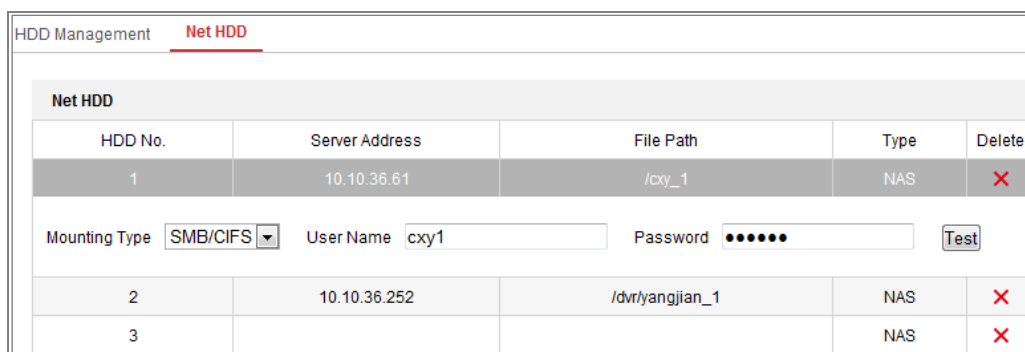 HDD Management Net HDD
Net HDD
HDD No. Server Address File Path Type Delete
1 10.10.36.61 /cxy_1 NAS
Mounting Type SMB/CIFS User Name cxy1 Password ●●●●●● Test
2 10.10.36.252 /dvr/yangjian_1 NAS
3 NAS